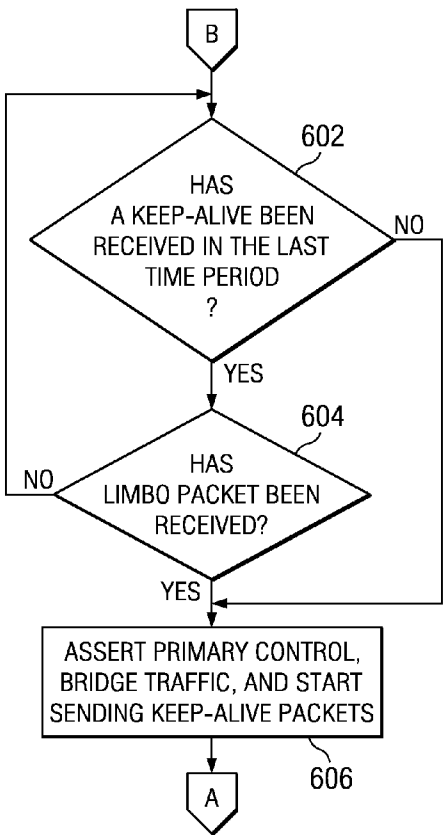 B
602
HAS
A KEEP-ALIVE BEEN
RECEIVED IN THE LAST
TIME PERIOD
?
NO
YES
604
HAS
LIMBO PACKET BEEN
RECEIVED?
NO
YES
ASSERT PRIMARY CONTROL,
BRIDGE TRAFFIC, AND START
SENDING KEEP-ALIVE PACKETS
606
A